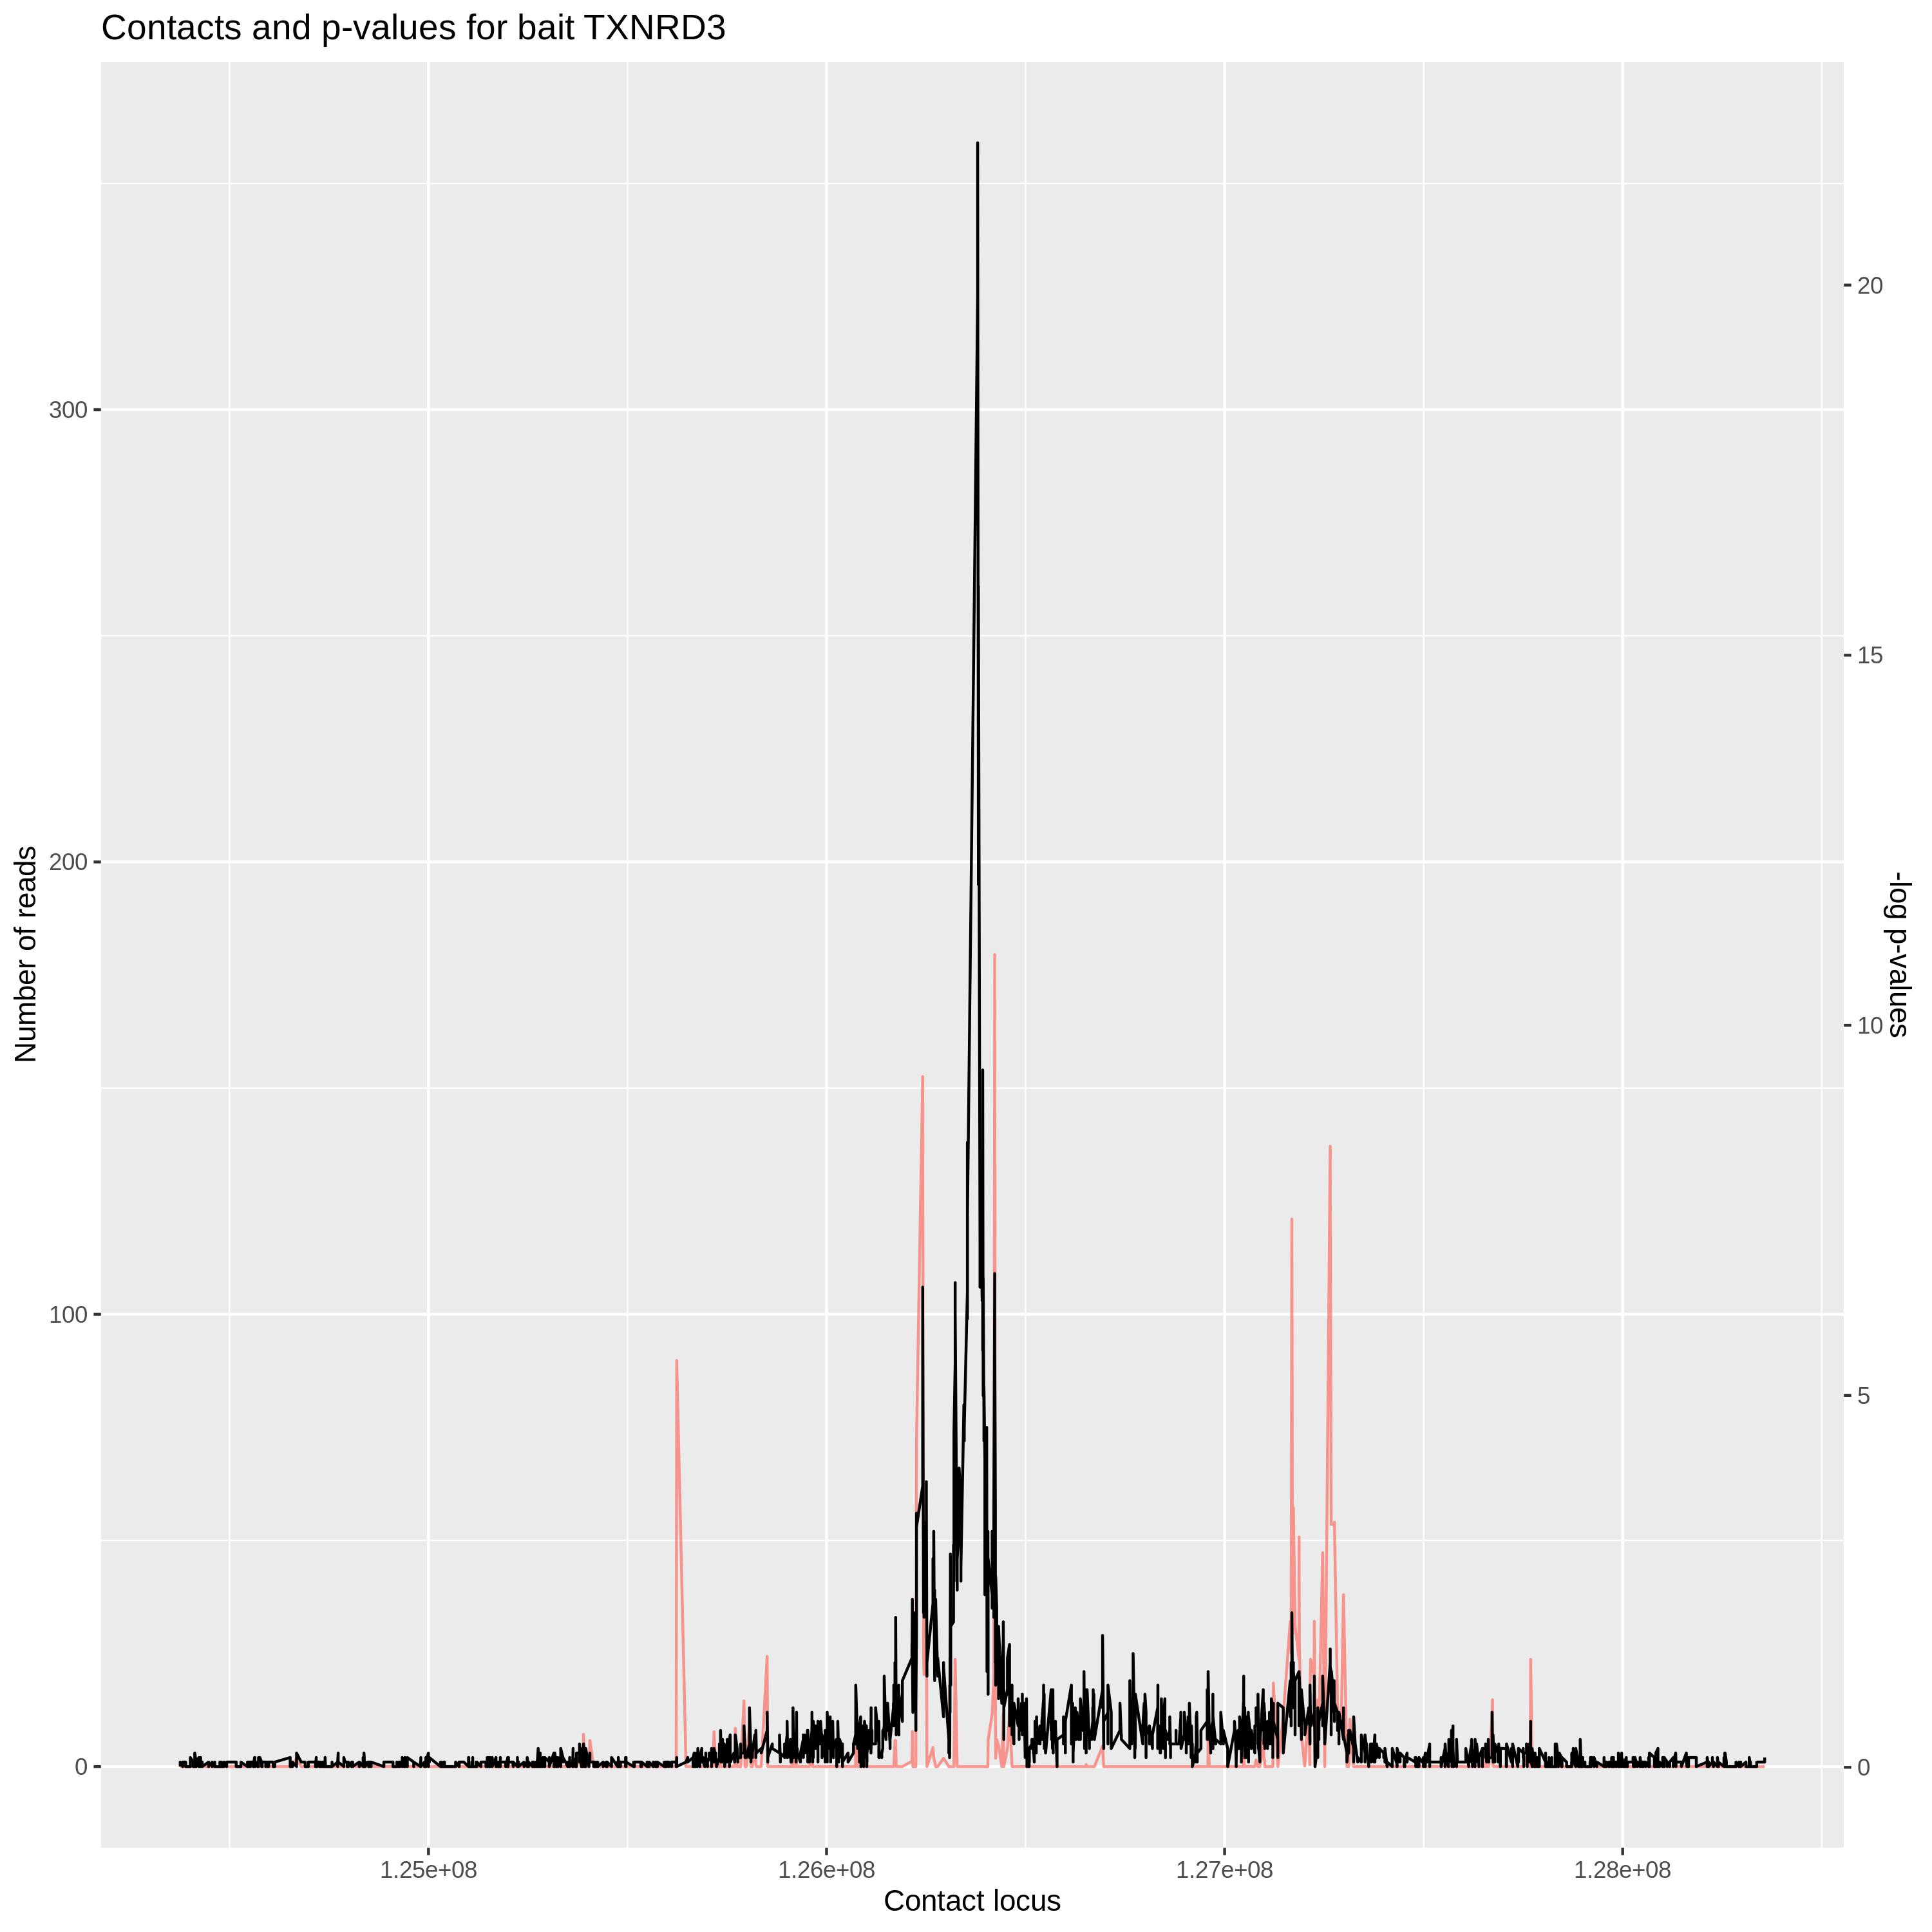 Contacts and p-values for bait TXNRD3
300
200
100
0
Number of reads
20
15
10
5
0
-log p-values
1.25e+08
1.26e+08
1.27e+08
1.28e+08
Contact locus